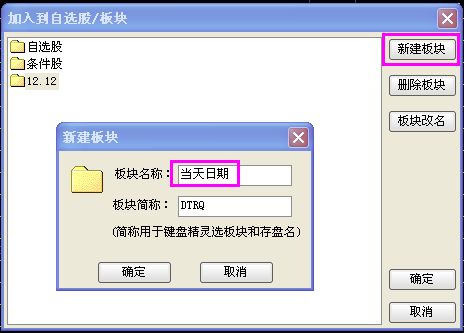 加入到自选股/板块
自选股
条件股
12.12
新建板块
删除板块
板块改名
新建板块
板块名称：当天日期
板块简称：DTRQ
(简称用于键盘精灵选板块和存盘名)
确定
取消
确定
取消